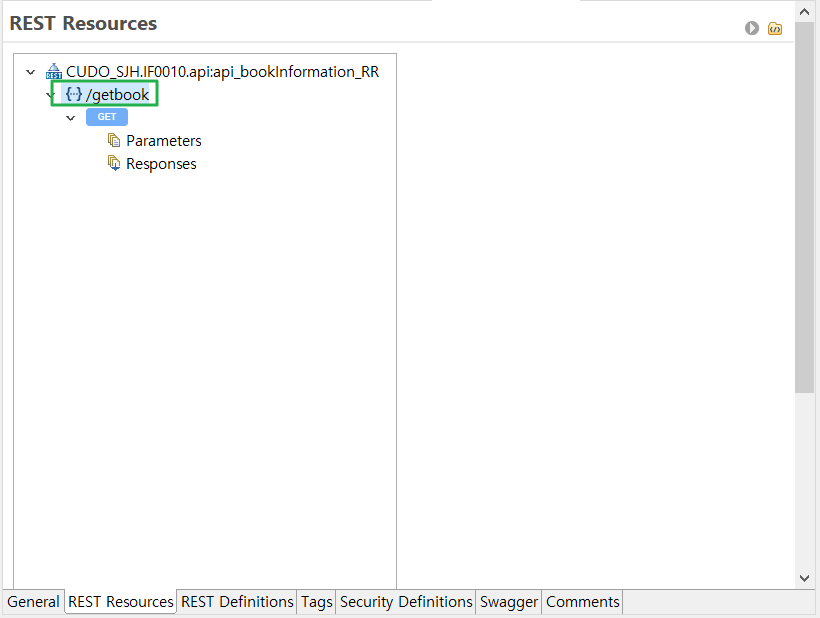 REST Resources
REST CUDO_SJH.IF0010.api:api_bookInformation_RR
{··} /getbook
GET
Parameters
Responses
General REST Resources REST Definitions Tags Security Definitions Swagger Comments